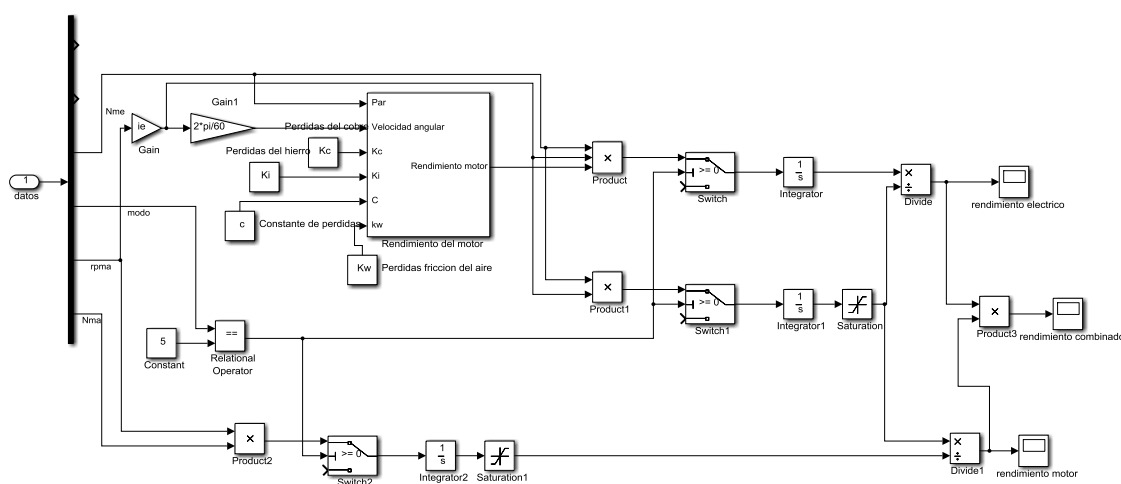 1
datos
Nme
modo
rpma
Nma
ie
Gain
Gain1
2*pi/60
Perdidas del cobre
Perdidas del hierro
Kc
Ki
c
Constante de perdidas
Kw
Perdidas friccion del aire
Par
Velocidad angular
Kc
Ki
C
kw
Rendimiento motor
Rendimiento del motor
×
Product
×
Product1
>= 0
Switch
>= 0
Switch1
1
s
Integrator
1
s
Integrator1
Saturation
×
÷
Divide
rendimiento electrico
×
Product3
rendimiento combinado
5
Constant
==
Relational
Operator
×
Product2
>= 0
Switch2
1
s
Integrator2
Saturation1
×
÷
Divide1
rendimiento motor